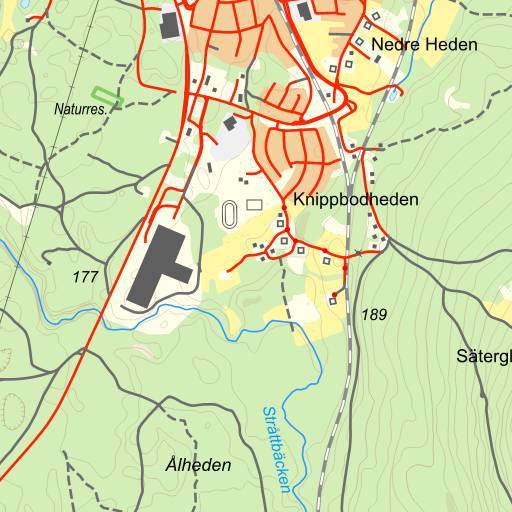 Nedre Heden
Naturres.
Knippbodheden
177
189
Säterg
Stråttbäcken
Ålheden